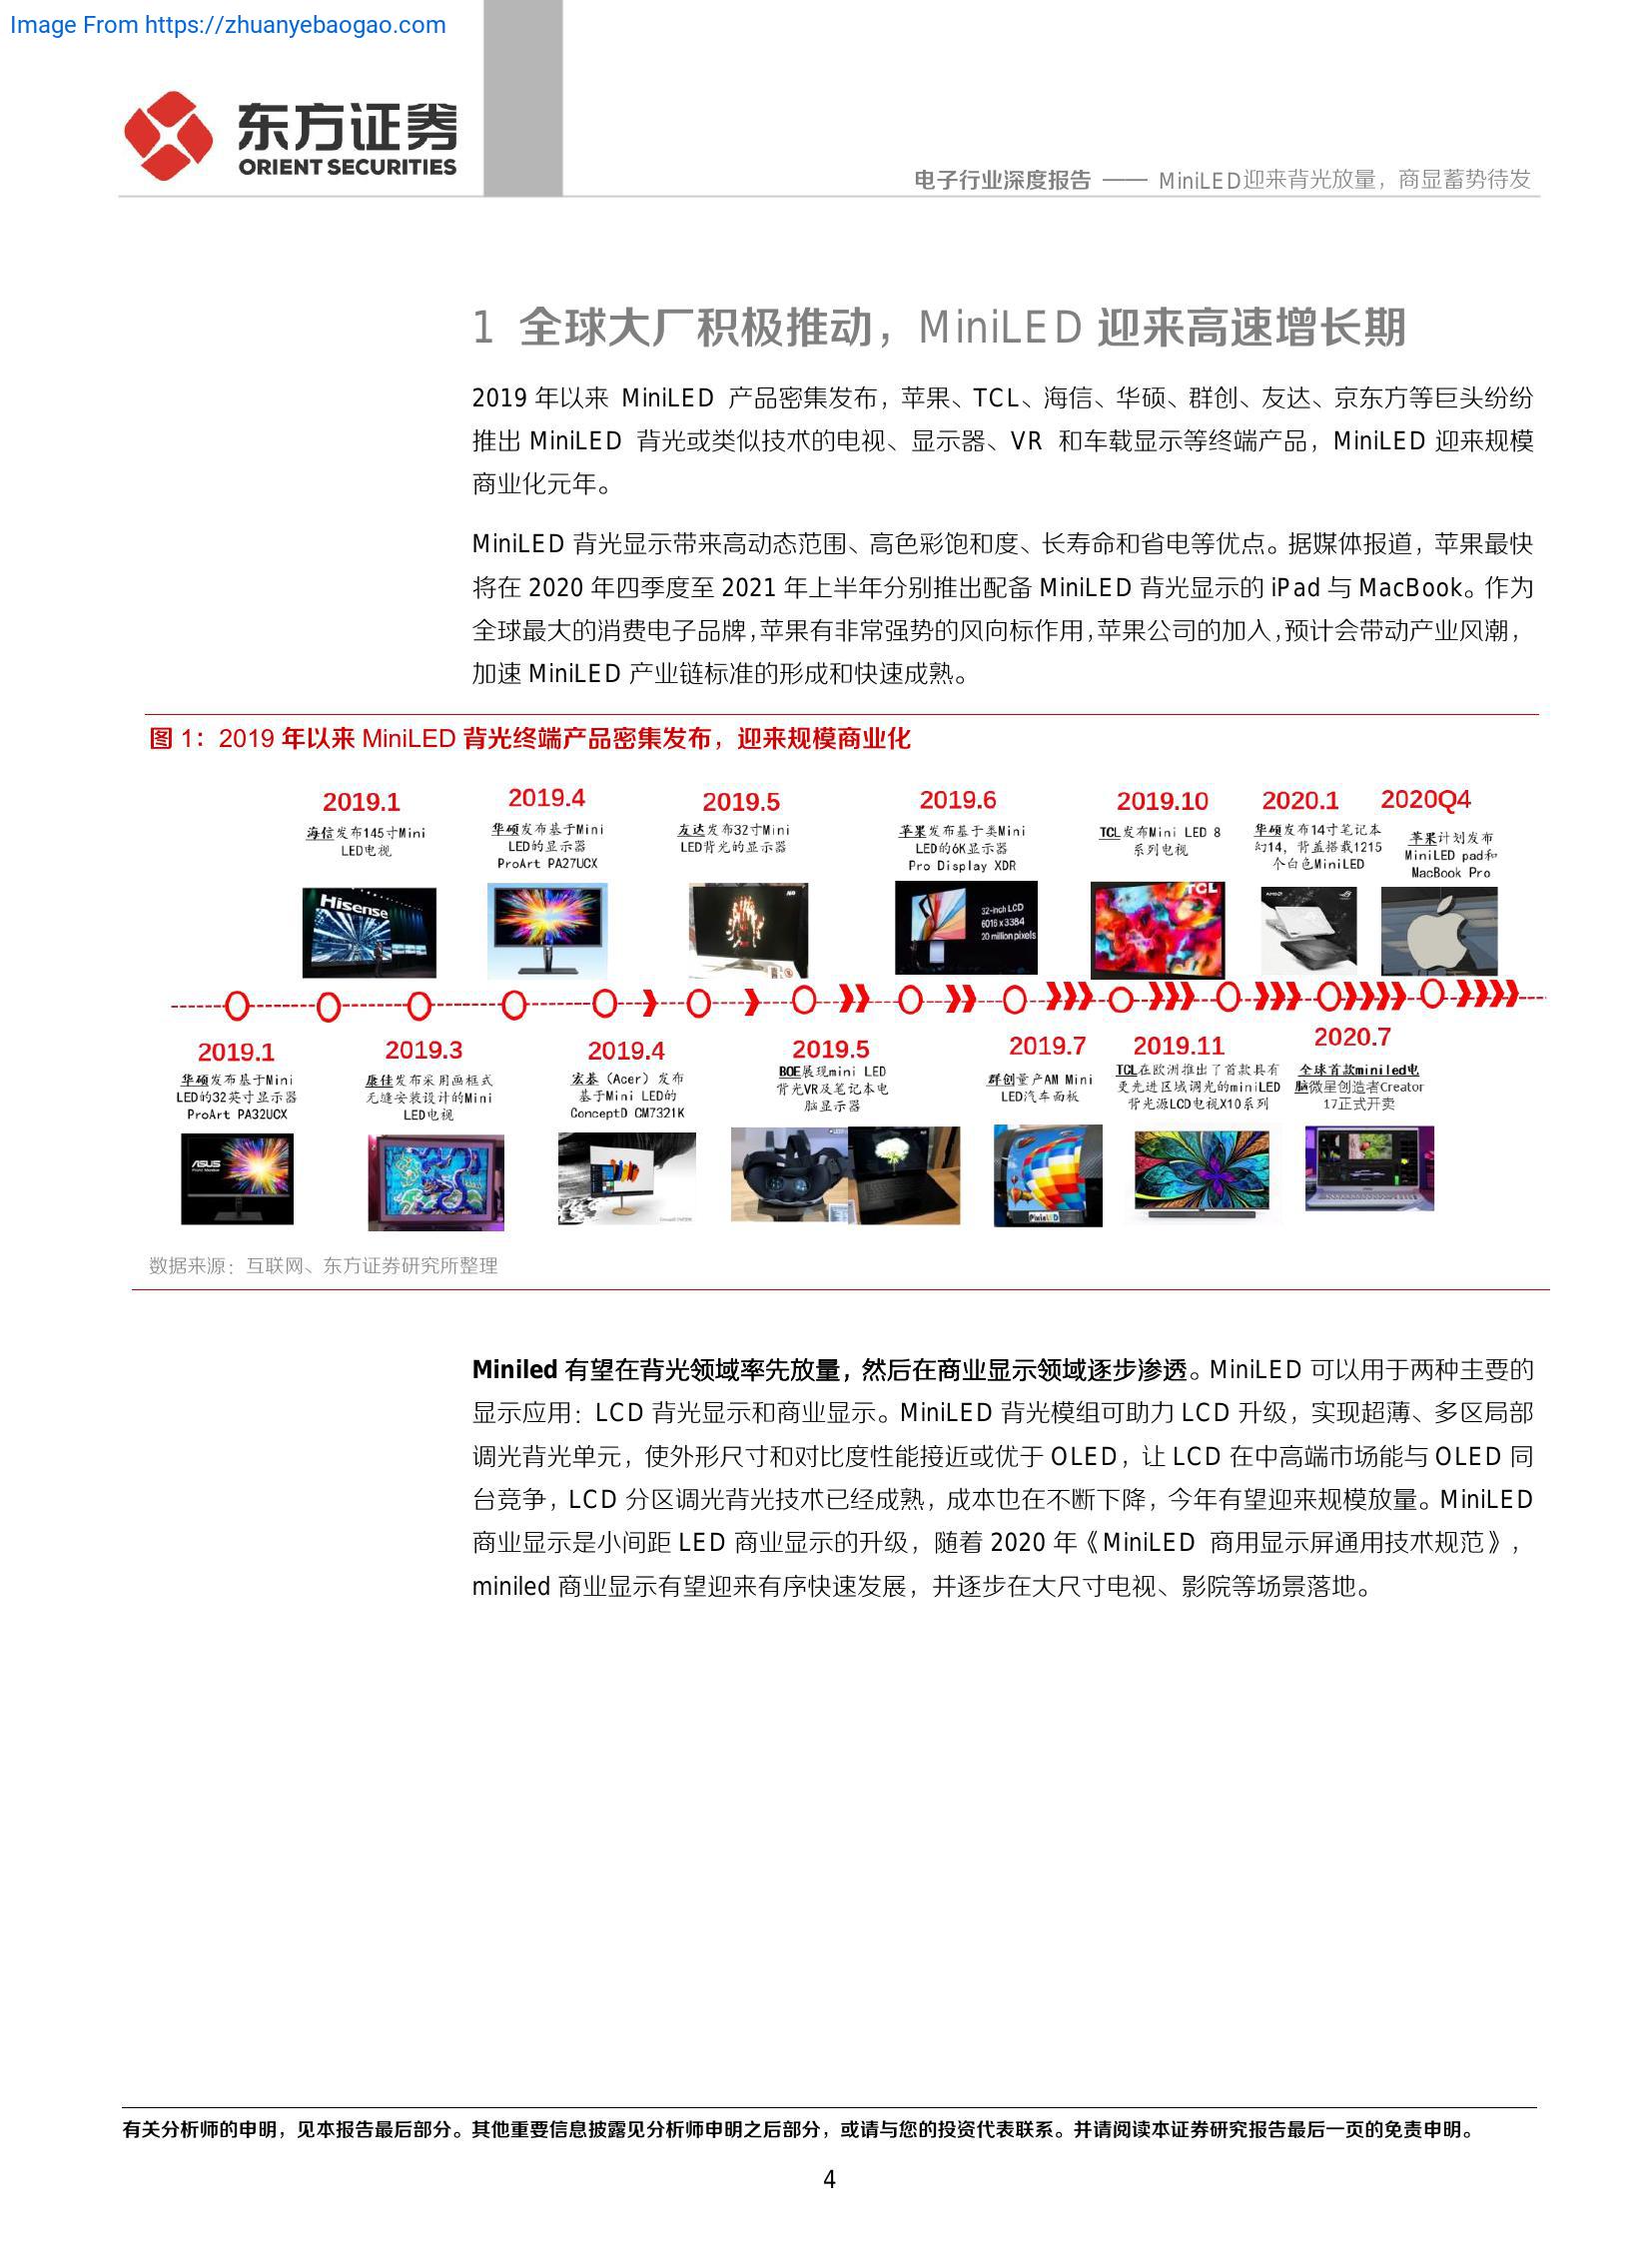 Image From https://zhuanyebaogao.com
东方证券
ORIENT SECURITIES
电子行业深度报告 —— MiniLED迎来背光放量，商显蓄势待发
1 全球大厂积极推动，MiniLED 迎来高速增长期
2019 年以来 MiniLED 产品密集发布，苹果、TCL、海信、华硕、群创、友达、京东方等巨头纷纷
推出 MiniLED 背光或类似技术的电视、显示器、VR 和车载显示等终端产品，MiniLED 迎来规模
商业化元年。
MiniLED 背光显示带来高动态范围、高色彩饱和度、长寿命和省电等优点。据媒体报道，苹果最快
将在 2020 年四季度至 2021 年上半年分别推出配备 MiniLED 背光显示的 iPad 与 MacBook。作为
全球最大的消费电子品牌，苹果有非常强势的风向标作用，苹果公司的加入，预计会带动产业风潮，
加速 MiniLED 产业链标准的形成和快速成熟。
图 1：2019 年以来 MiniLED 背光终端产品密集发布，迎来规模商业化
2019.1
海信发布145寸Mini
LED电视
Hisense
2019.4
华硕发布基于Mini
LED的显示器
ProArt PA27UCX
2019.5
友达发布32寸Mini
LED背光的显示器
2019.6
苹果发布基于类Mini
LED的6K显示器
Pro Display XDR
32-inch LCD
6016 x 3384
20 million pixels
2019.10
TCL发布Mini LED 8
系列电视
TCL
2020.1
华硕发布14寸笔记本
幻14，背盖搭载1215
个白色MiniLED
2020Q4
苹果计划发布
MiniLED pad和
MacBook Pro
2019.1
华硕发布基于Mini
LED的32英寸显示器
ProArt PA32UCX
ASUS
2019.3
康佳发布采用画框式
无缝安装设计的Mini
LED电视
2019.4
宏基（Acer）发布
基于Mini LED的
ConceptD CM7321K
2019.5
BOE展现mini LED
背光VR及笔记本电
脑显示器
2019.7
群创量产AM Mini
LED汽车面板
2019.11
TCL在欧洲推出了首款具有
更先进区域调光的miniLED
背光源LCD电视X10系列
2020.7
全球首款miniled电
脑微星创造者Creator
17正式开卖
数据来源：互联网、东方证券研究所整理
Miniled 有望在背光领域率先放量，然后在商业显示领域逐步渗透。MiniLED 可以用于两种主要的
显示应用：LCD 背光显示和商业显示。MiniLED 背光模组可助力 LCD 升级，实现超薄、多区局部
调光背光单元，使外形尺寸和对比度性能接近或优于 OLED，让 LCD 在中高端市场能与 OLED 同
台竞争，LCD 分区调光背光技术已经成熟，成本也在不断下降，今年有望迎来规模放量。MiniLED
商业显示是小间距 LED 商业显示的升级，随着 2020 年《MiniLED 商用显示屏通用技术规范》，
miniled 商业显示有望迎来有序快速发展，并逐步在大尺寸电视、影院等场景落地。
有关分析师的申明，见本报告最后部分。其他重要信息披露见分析师申明之后部分，或请与您的投资代表联系。并请阅读本证券研究报告最后一页的免责申明。
4